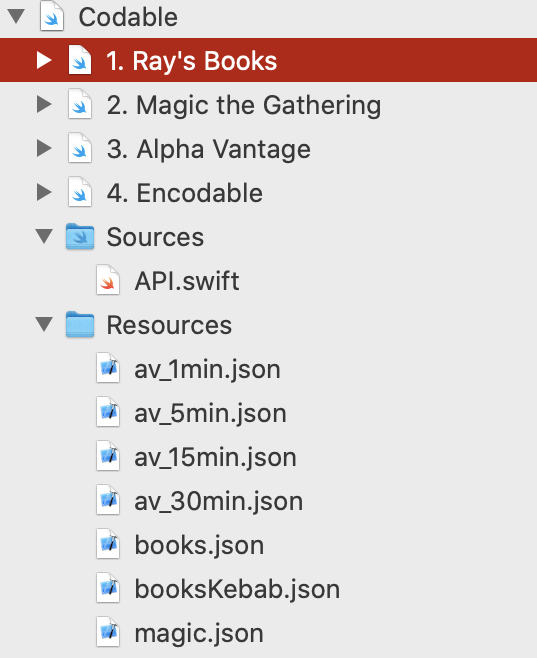 Codable
1. Ray's Books
2. Magic the Gathering
3. Alpha Vantage
4. Encodable
Sources
API.swift
Resources
av_1min.json
av_5min.json
av_15min.json
av_30min.json
books.json
booksKebab.json
magic.json